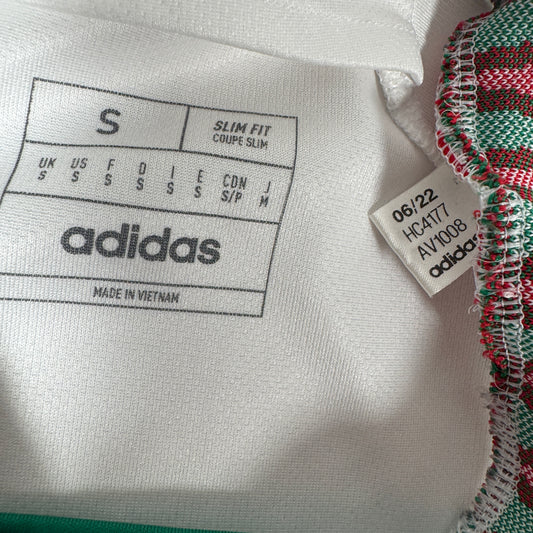 S
SLIM FIT
COUPE SLIM
UK US F D I E CDN J
S S S S S S S/P M
adidas
MADE IN VIETNAM
06/22
HC4177
AV1008
adidas